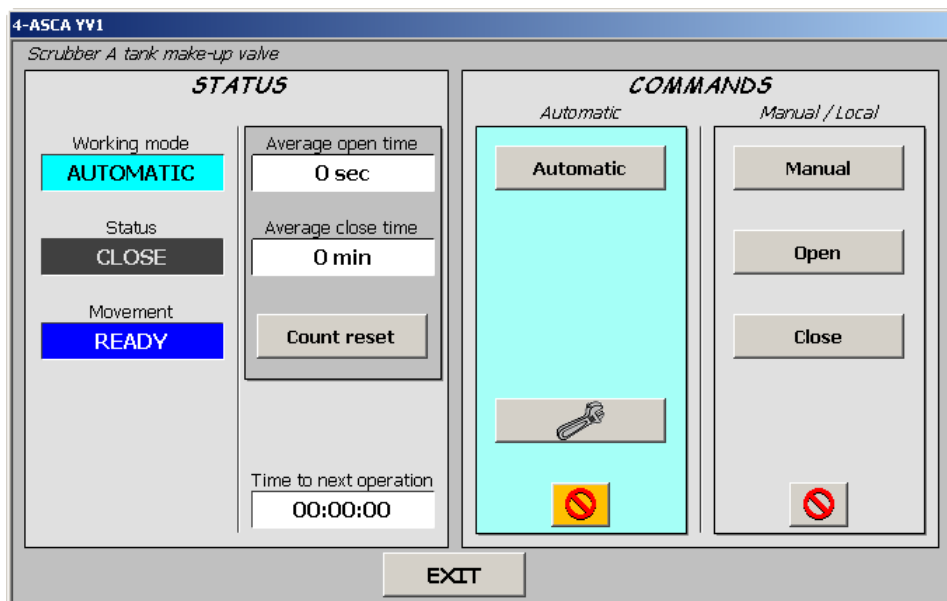 4-ASCA YV1
Scrubber A tank make-up valve
STATUS
Working mode
AUTOMATIC
Status
CLOSE
Movement
READY
Average open time
0 sec
Average close time
0 min
Count reset
Time to next operation
00:00:00
COMMANDS
Automatic
Automatic
Manual / Local
Manual
Open
Close
EXIT